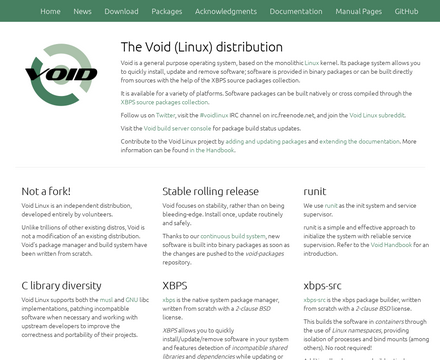 Home News Download Packages Acknowledgments Documentation Manual Pages GitHub
VOID
The Void (Linux) distribution
Void is a general purpose operating system, based on the monolithic Linux kernel. Its package system allows you
to quickly install, update and remove software; software is provided in binary packages or can be built directly
from sources with the help of the XBPS source packages collection.
It is available for a variety of platforms. Software packages can be built natively or cross compiled through the
XBPS source packages collection.
Follow us on Twitter, visit the #voidlinux IRC channel on irc.freenode.net, and join the Void Linux subreddit.
Visit the Void build server console for package build status updates.
Contribute to the Void Linux project by adding and updating packages and extending the documentation. More
information can be found in the Handbook.
Not a fork!
Void Linux is an independent distribution,
developed entirely by volunteers.
Unlike trillions of other existing distros, Void is
not a modification of an existing distribution.
Void's package manager and build system have
been written from scratch.
Stable rolling release
Void focuses on stability, rather than on being
bleeding-edge. Install once, update routinely
and safely.
Thanks to our continuous build system, new
software is built into binary packages as soon as
the changes are pushed to the void-packages
repository.
runit
We use runit as the init system and service
supervisor.
runit is a simple and effective approach to
initialize the system with reliable service
supervision. Refer to the Void Handbook for an
introduction.
C library diversity
Void Linux supports both the musl and GNU libc
implementations, patching incompatible
software when necessary and working with
upstream developers to improve the
correctness and portability of their projects.
XBPS
xbps is the native system package manager,
written from scratch with a 2-clause BSD
license.
XBPS allows you to quickly
install/update/remove software in your system
and features detection of incompatible shared
libraries and dependencies while updating or
xbps-src
xbps-src is the xbps package builder, written
from scratch with a 2-clause BSD license.
This builds the software in containers through
the use of Linux namespaces, providing
isolation of processes and bind mounts (among
others). No root required!